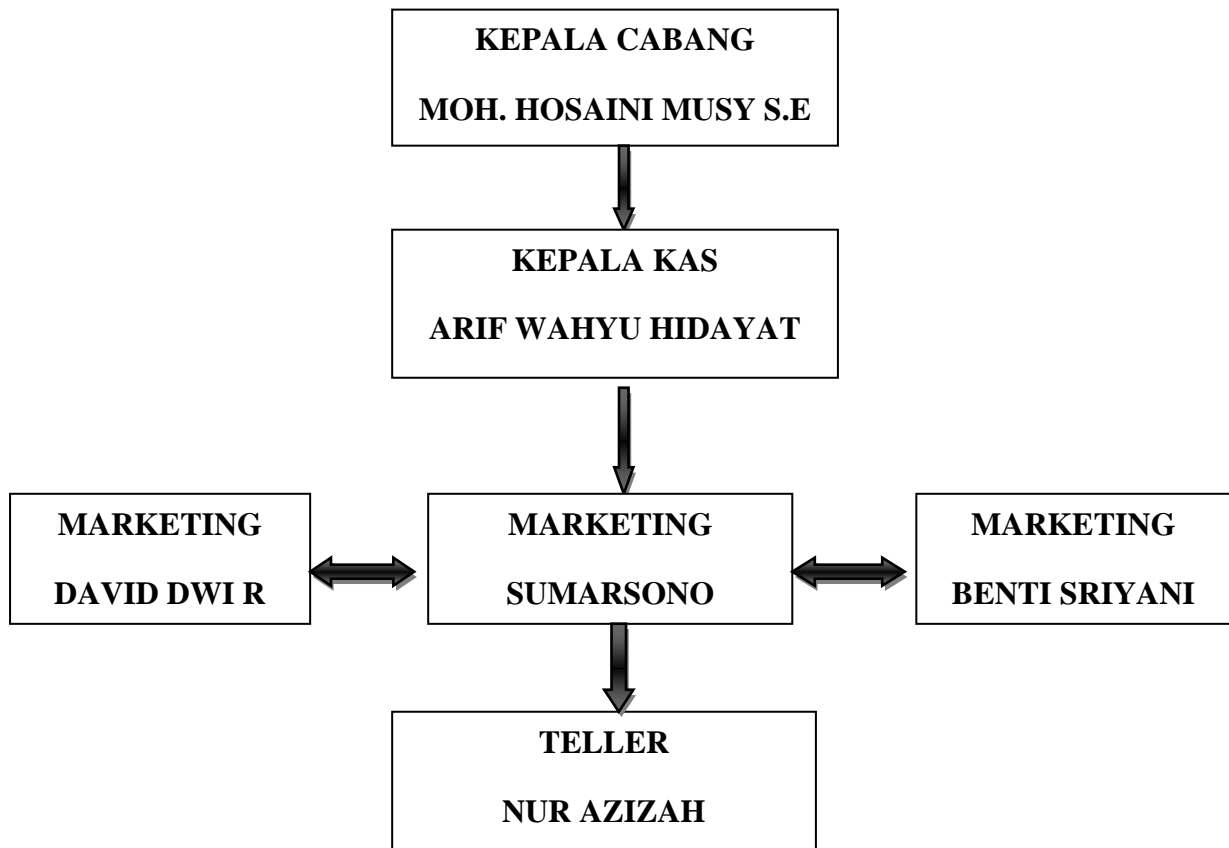 KEPALA CABANG
MOH. HOSAINI MUSY S.E
KEPALA KAS
ARIF WAHYU HIDAYAT
MARKETING
DAVID DWI R
MARKETING
SUMARSONO
MARKETING
BENTI SRIYANI
TELLER
NUR AZIZAH